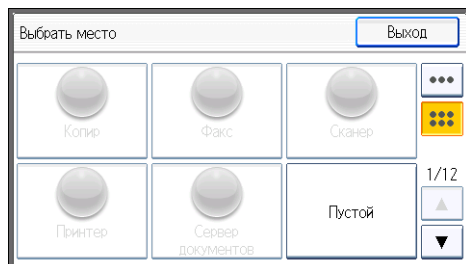 Выбрать место
Выход
Копир
Факс
Сканер
1/12
Принтер
Сервер
документов
Пустой